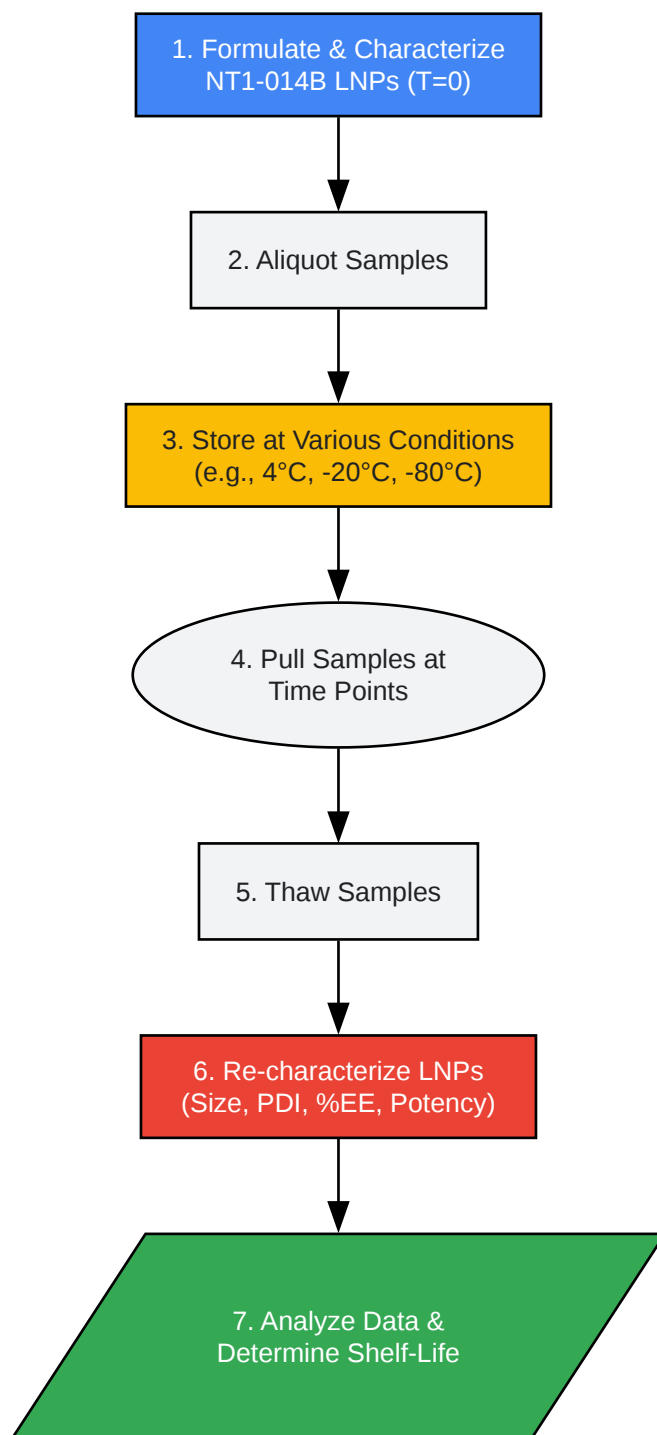 1. Formulate & Characterize
NT1-014B LNPs (T=0)
2. Aliquot Samples
3. Store at Various Conditions
(e.g., 4°C, -20°C, -80°C)
4. Pull Samples at
Time Points
5. Thaw Samples
6. Re-characterize LNPs
(Size, PDI, %EE, Potency)
7. Analyze Data &
Determine Shelf-Life